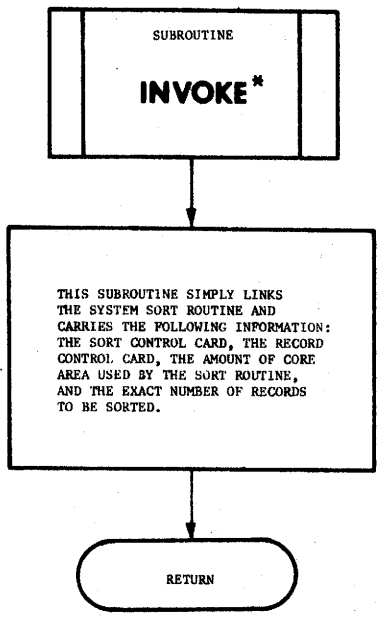 SUBROUTINE
INVOKE*
THIS SUBROUTINE SIMPLY LINKS
THE SYSTEM SORT ROUTINE AND
CARRIES THE FOLLOWING INFORMATION:
THE SORT CONTROL CARD, THE RECORD
CONTROL CARD, THE AMOUNT OF CORE
AREA USED BY THE SORT ROUTINE,
AND THE EXACT NUMBER OF RECORDS
TO BE SORTED.
RETURN